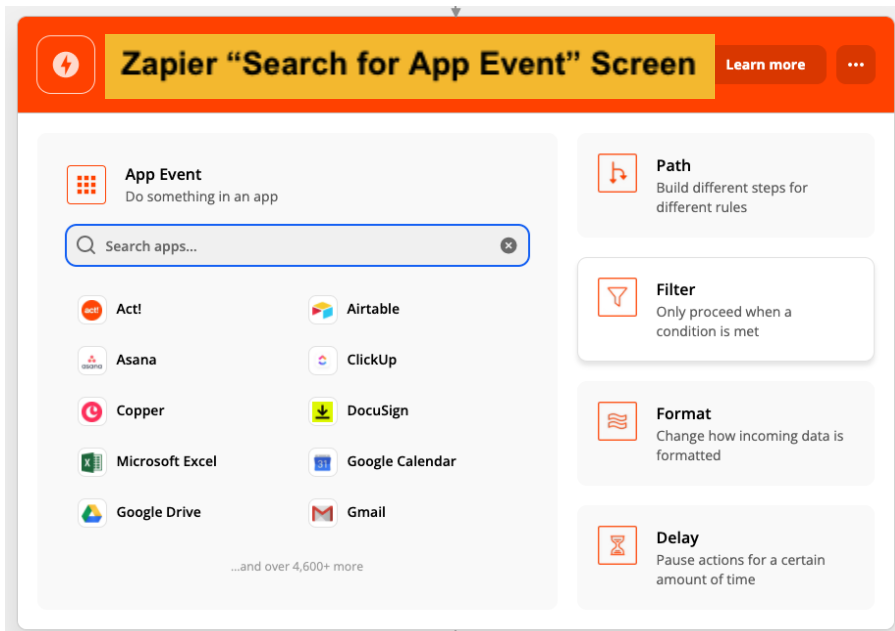 Zapier “Search for App Event” Screen
Learn more
App Event
Do something in an app
Search apps...
act!
Act!
Airtable
asana
Asana
ClickUp
Copper
DocuSign
Microsoft Excel
31
Google Calendar
Google Drive
Gmail
...and over 4,600+ more
Path
Build different steps for
different rules
Filter
Only proceed when a
condition is met
Format
Change how incoming data is
formatted
Delay
Pause actions for a certain
amount of time